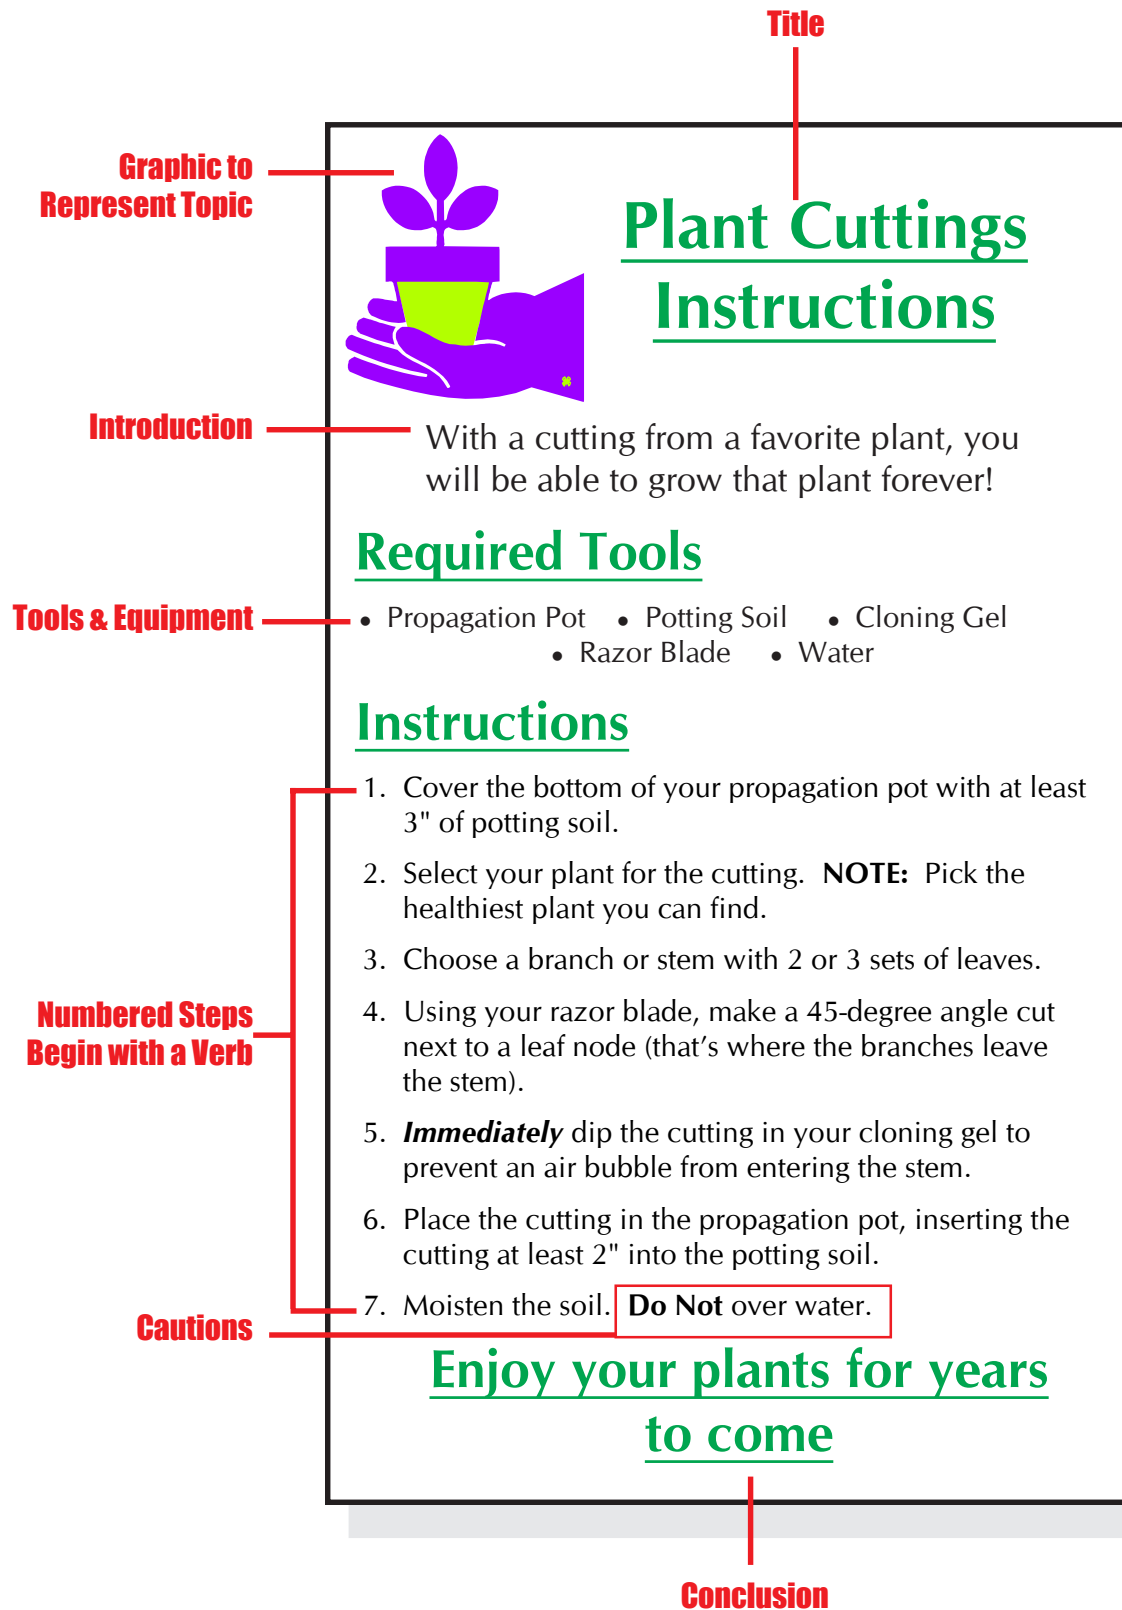 Title
Graphic to
Represent Topic
Plant Cuttings
Instructions
Introduction
With a cutting from a favorite plant, you
will be able to grow that plant forever!
Required Tools
Tools & Equipment
• Propagation Pot • Potting Soil • Cloning Gel
• Razor Blade • Water
Instructions
1. Cover the bottom of your propagation pot with at least
3" of potting soil.
2. Select your plant for the cutting. NOTE: Pick the
healthiest plant you can find.
3. Choose a branch or stem with 2 or 3 sets of leaves.
Numbered Steps
Begin with a Verb
4. Using your razor blade, make a 45-degree angle cut
next to a leaf node (that's where the branches leave
the stem).
5. Immediately dip the cutting in your cloning gel to
prevent an air bubble from entering the stem.
6. Place the cutting in the propagation pot, inserting the
cutting at least 2" into the potting soil.
7. Moisten the soil. Do Not over water.
Cautions
Enjoy your plants for years
to come
Conclusion